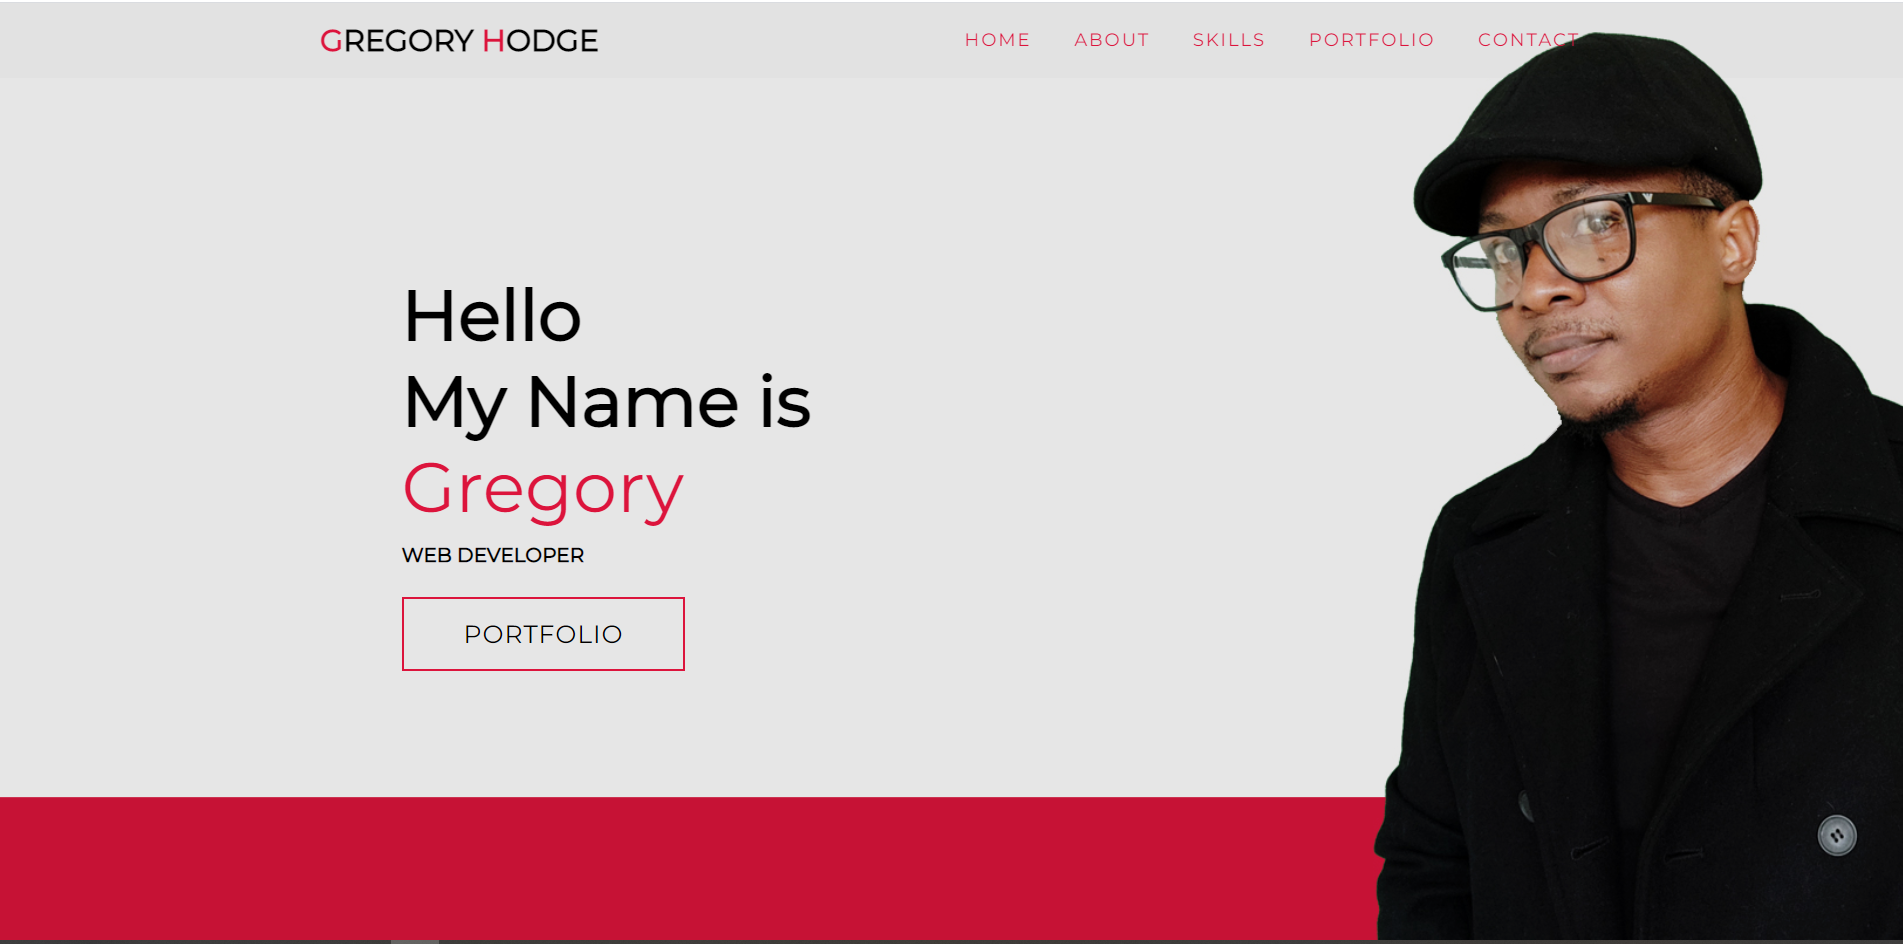 GREGORY HODGE
HOME ABOUT SKILLS PORTFOLIO CONTACT
Hello
My Name is
Gregory
WEB DEVELOPER
PORTFOLIO